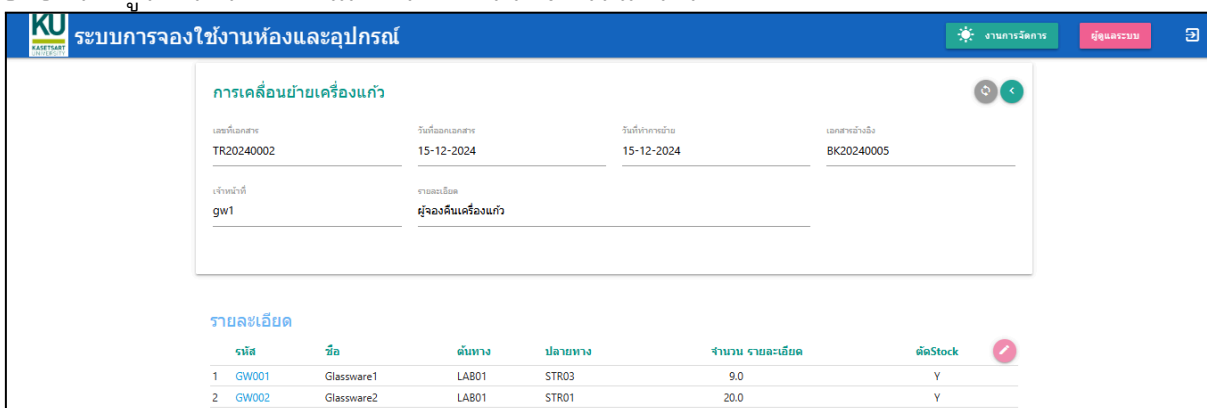 KU
KASETSART
UNIVERSITY
ระบบการจองใช้งานห้องและอุปกรณ์
งานการจัดการ
ผู้ดูแลระบบ
การเคลื่อนย้ายเครื่องแก้ว
เลขที่เอกสาร วันที่ออกเอกสาร วันที่ทำการย้าย เอกสารอ้างอิง
TR20240002 15-12-2024 15-12-2024 BK20240005
เจ้าหน้าที่ รายละเอียด
gw1 ผู้จองคืนเครื่องแก้ว
รายละเอียด
รหัส ชื่อ ต้นทาง ปลายทาง จำนวน รายละเอียด ตัดStock
1 GW001 Glassware1 LAB01 STR03 9.0 Y
2 GW002 Glassware2 LAB01 STR01 20.0 Y